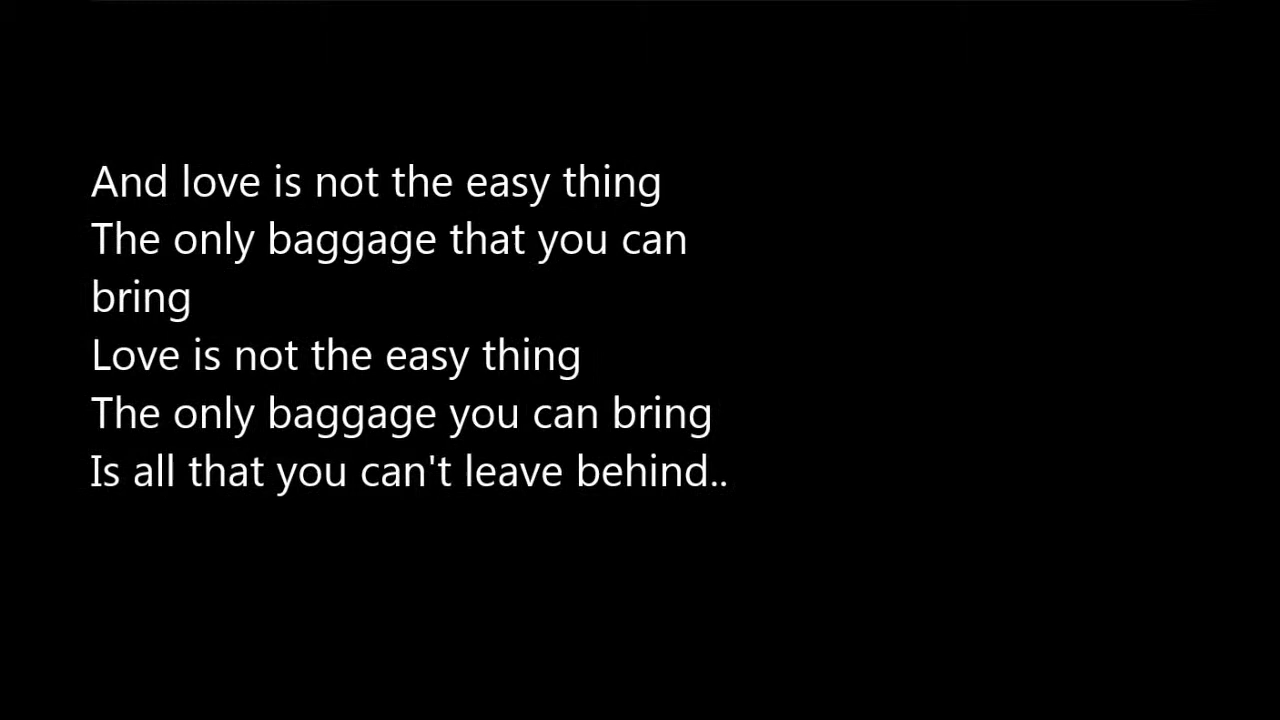 And love is not the easy thing
The only baggage that you can
bring
Love is not the easy thing
The only baggage you can bring
Is all that you can't leave behind..